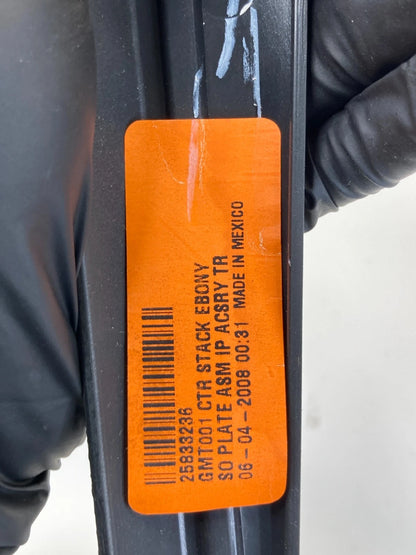 25833236
GMT001 CTR STACK EBONY
SO PLATE ASM IP ACSRY TR
06-04-2008 00:31 MADE IN MEXICO